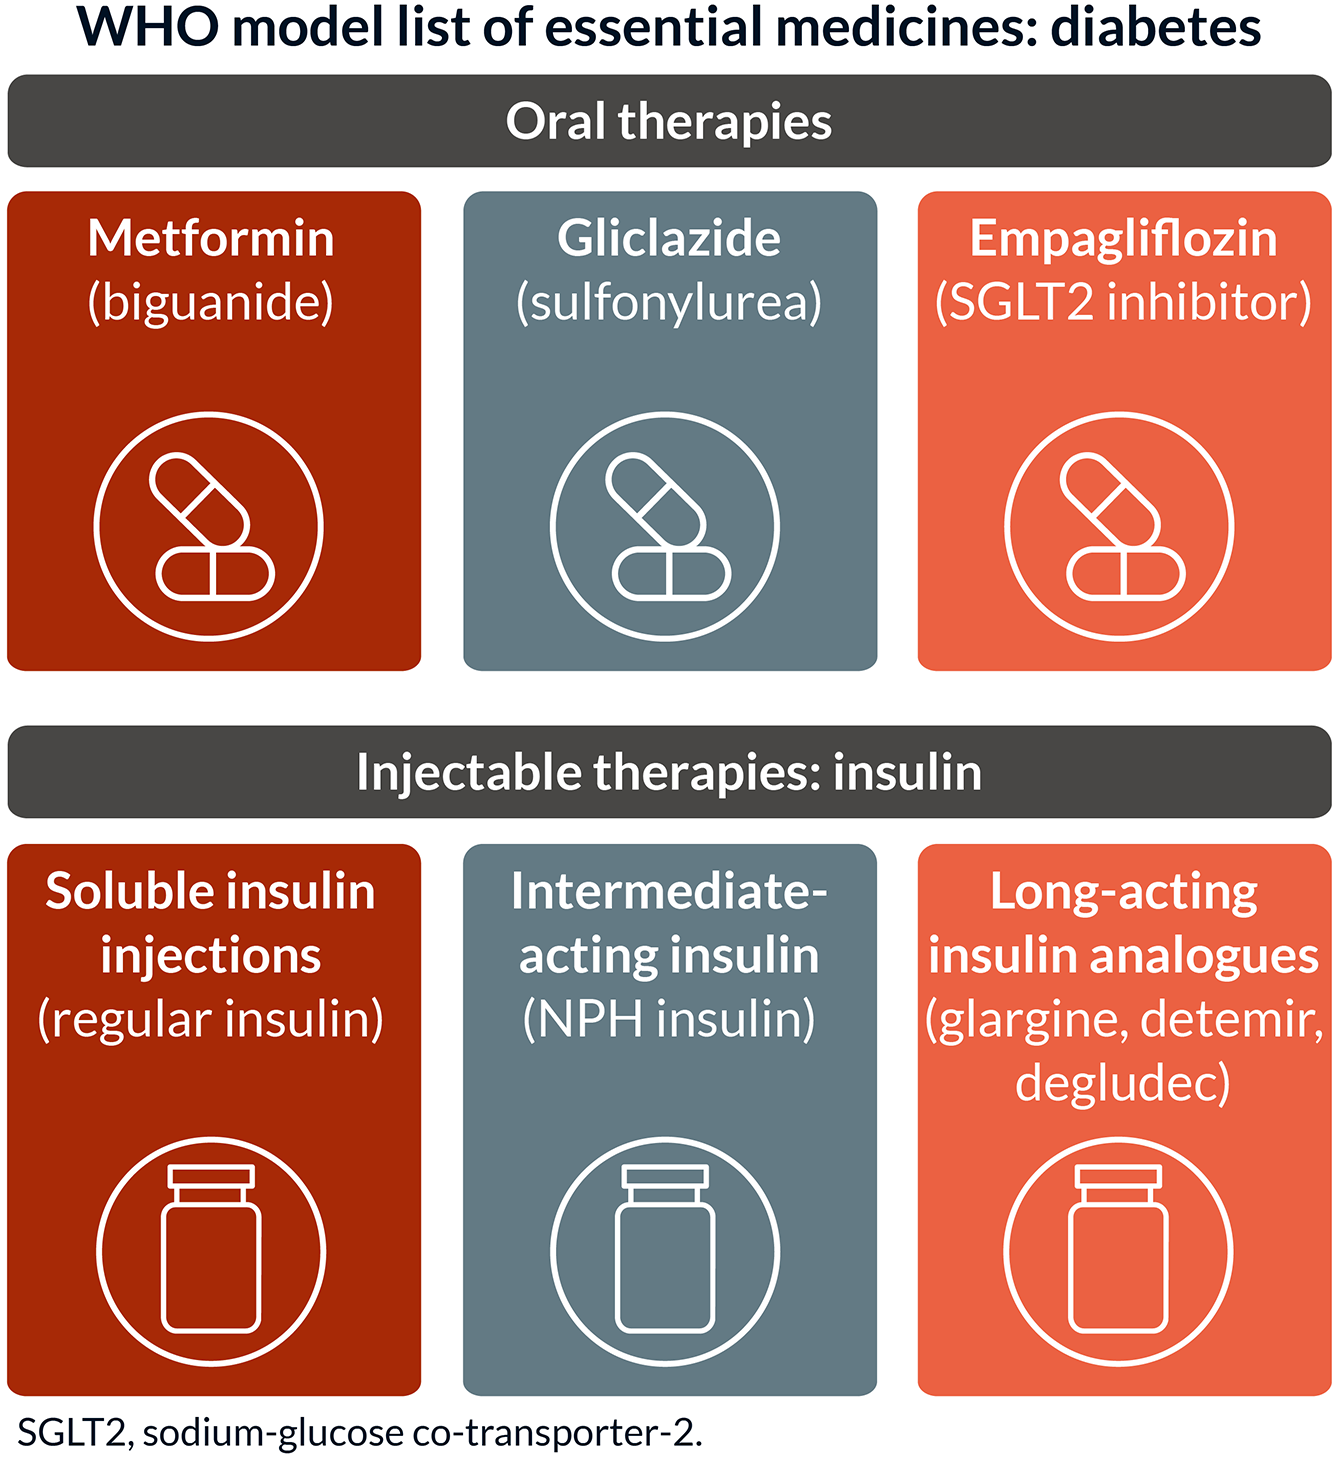 WHO model list of essential medicines: diabetes
Oral therapies
Metformin
(biguanide)
Gliclazide
(sulfonylurea)
Empagliflozin
(SGLT2 inhibitor)
Injectable therapies: insulin
Soluble insulin
injections
(regular insulin)
Intermediate-
acting insulin
(NPH insulin)
Long-acting
insulin analogues
(glargine, detemir,
degludec)
SGLT2, sodium-glucose co-transporter-2.